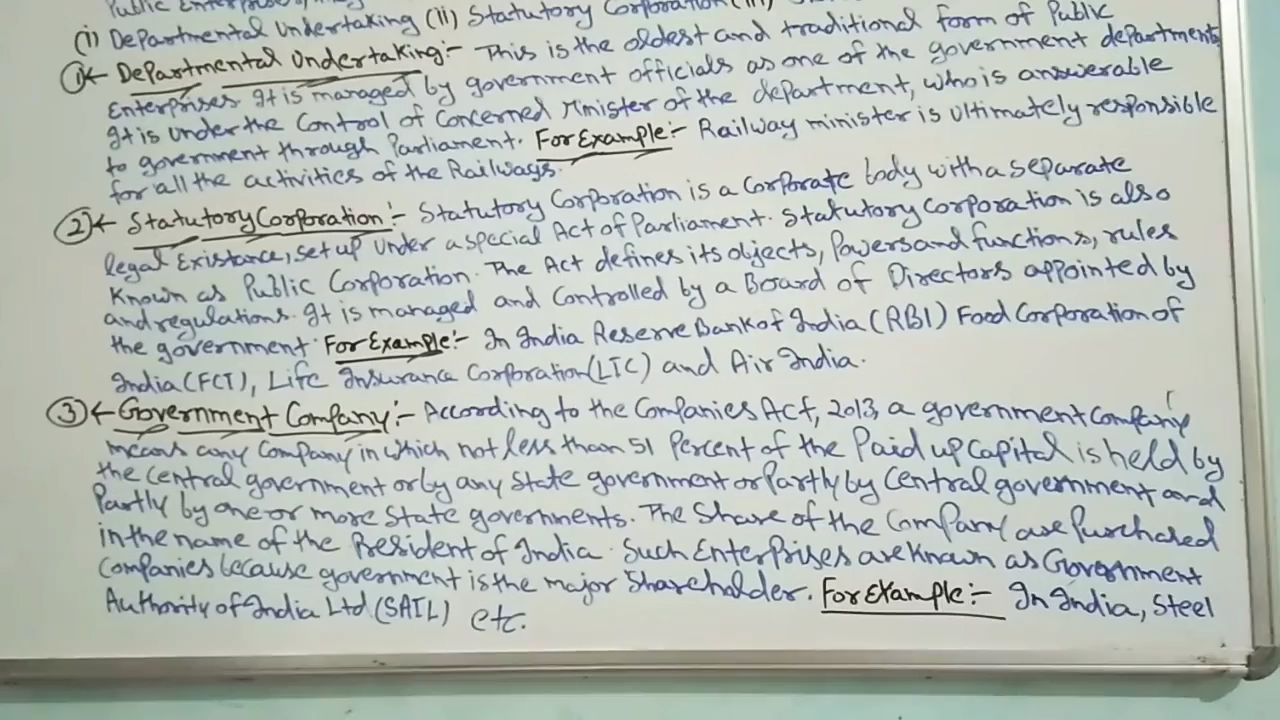 Public Enterprises
(i) Departmental Undertaking (ii) Statutory Corporation (iii)
①← Departmental Undertaking:- This is the oldest and traditional form of Public
Enterprises. It is managed by government officials as one of the government departments
It is under the Control of Concerned Minister of the department, who is answerable
to government through Parliament. For Example:- Railway minister is ultimately responsible
for all the activities of the Railways.
②← Statutory Corporation:- Statutory Corporation is a Corporate body with a separate
legal Existance, set up under a special Act of Parliament. Statutory Corporation is also
known as Public Corporation. The Act defines its objects, Powers and functions, rules
and regulations. It is managed and Controlled by a Board of Directors appointed by
the government. For Example:- In India Reserve Bank of India (RBI) Food Corporation of
India (FCI), Life Insurance Corporation (LIC) and Air India.
③← Government Company:- According to the Companies Act, 2013, a government Company
means any Company in which not less than 51 Percent of the Paid up Capital is held by
the Central government or by any State government or Partly by Central government and
Partly by one or more State governments. The Share of the Company are Purchased
in the name of the President of India. Such Enterprises are Known as Government
Companies because government is the major Shareholder. For Example:- In India, Steel
Authority of India Ltd (SAIL) etc.